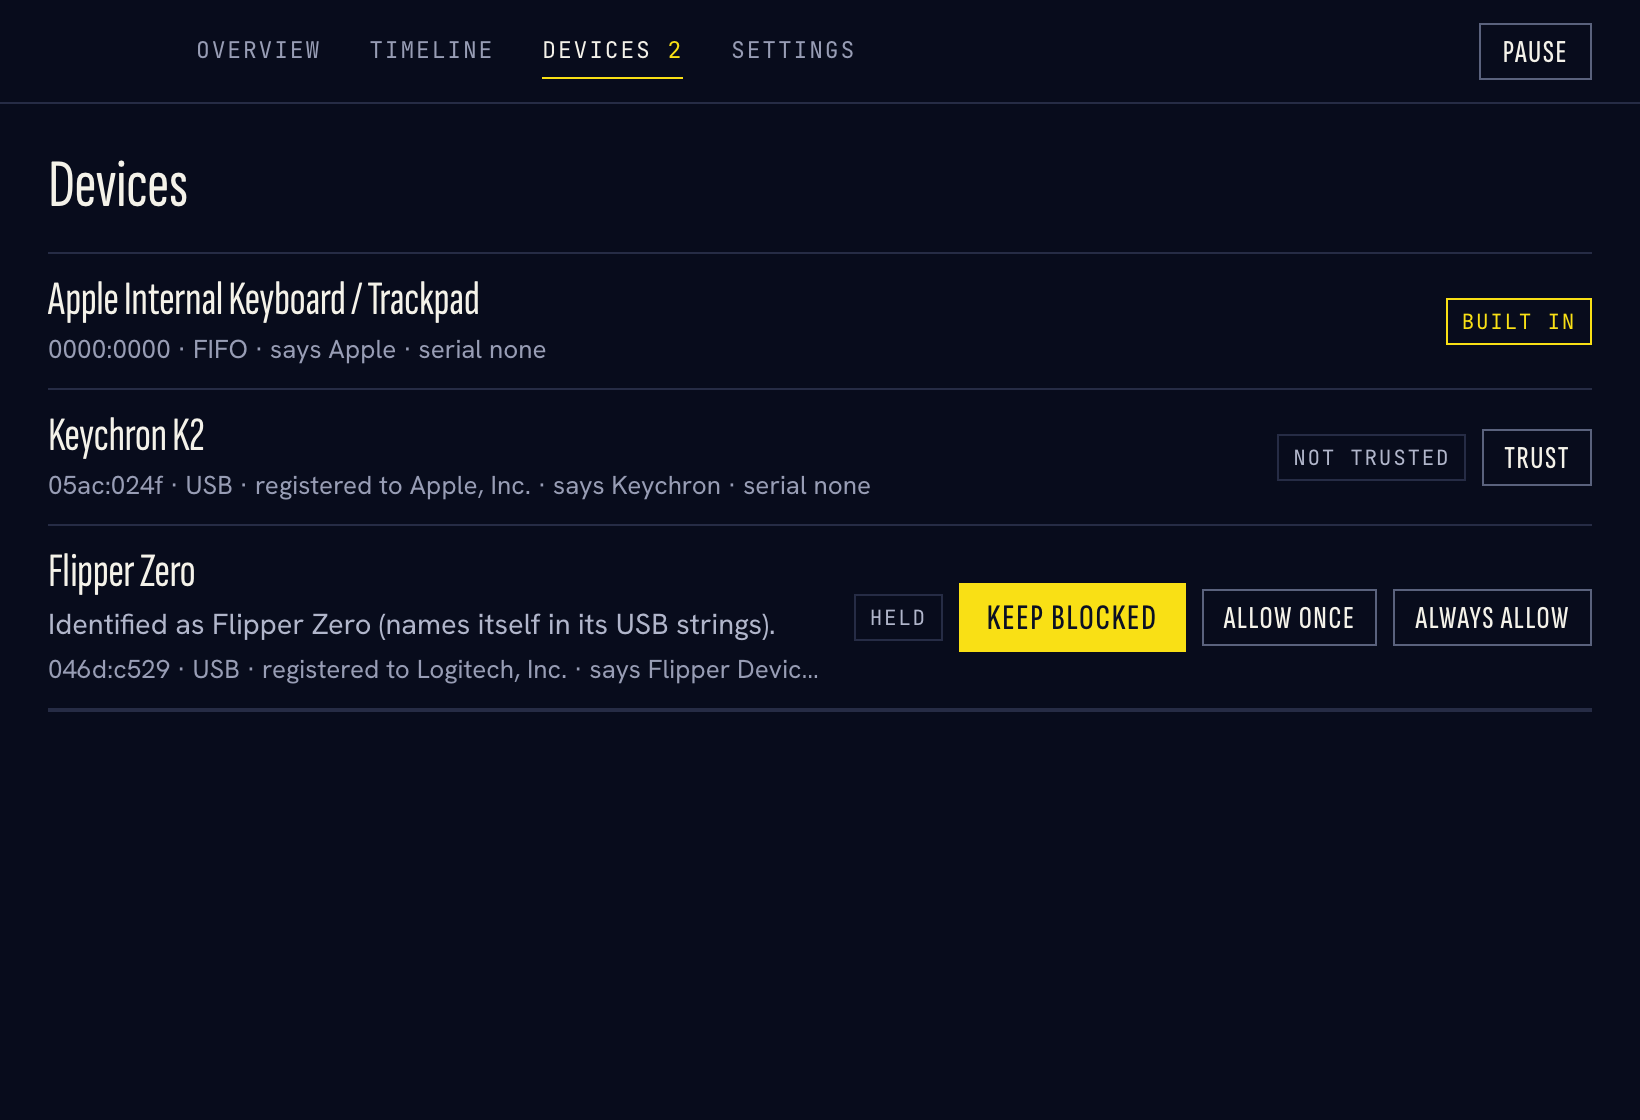 OVERVIEW TIMELINE DEVICES 2 SETTINGS PAUSE
Devices
Apple Internal Keyboard / Trackpad
0000:0000 · FIFO · says Apple · serial none
BUILT IN
Keychron K2
05ac:024f · USB · registered to Apple, Inc. · says Keychron · serial none
NOT TRUSTED TRUST
Flipper Zero
Identified as Flipper Zero (names itself in its USB strings).
046d:c529 · USB · registered to Logitech, Inc. · says Flipper Devic...
HELD KEEP BLOCKED ALLOW ONCE ALWAYS ALLOW